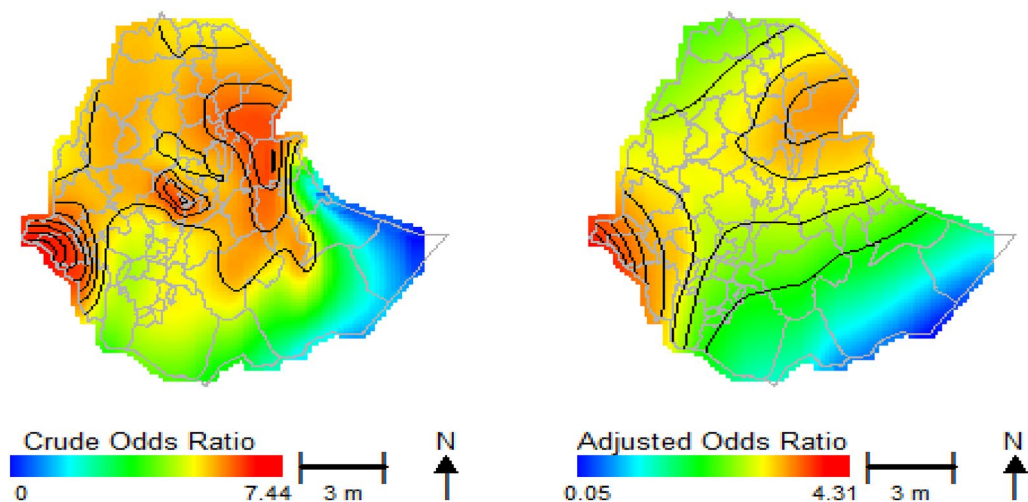 Crude Odds Ratio
N
0
7.44
3 m
Adjusted Odds Ratio
N
0.05
4.31
3 m